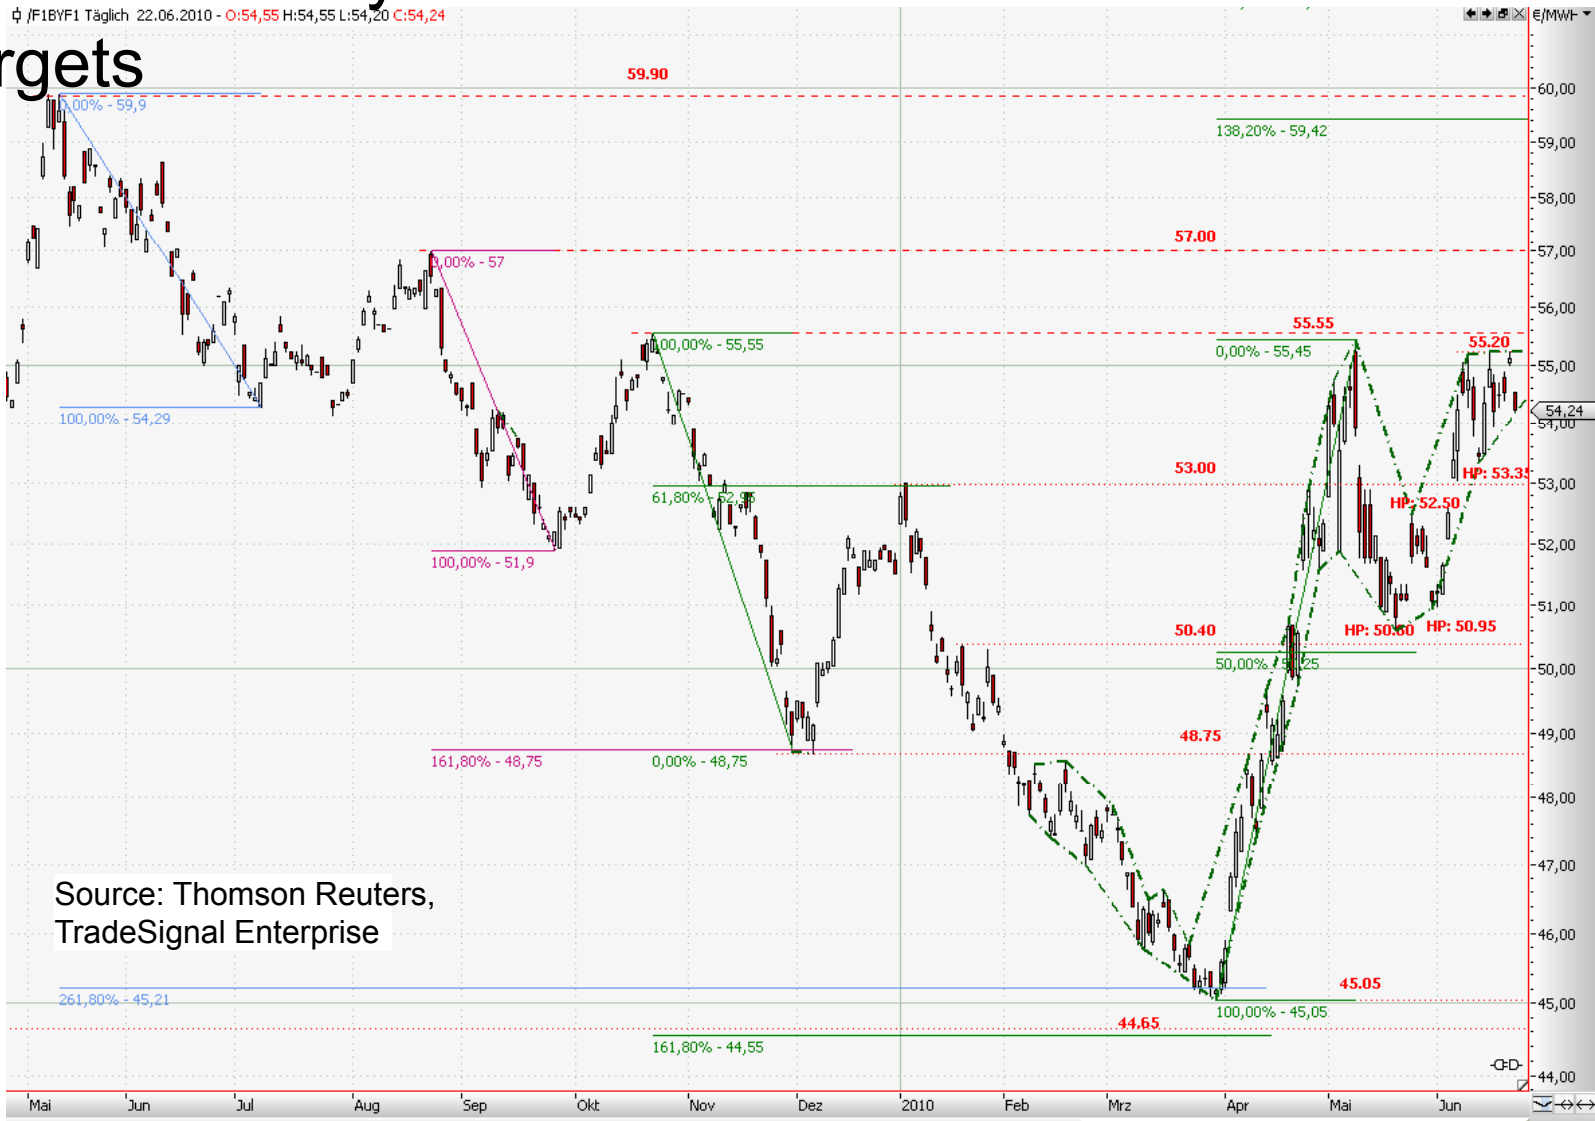 /F1BYF1 Täglich 22.06.2010 - O:54,55 H:54,55 L:54,20 C:54,24
€/MWH
rgets
59.90
0,00% - 59,9
60,00
138,20% - 59,42
59,00
58,00
57.00
0,00% - 57
57,00
56,00
55.55
100,00% - 55,55
0,00% - 55,45
55.20
55,00
100,00% - 54,29
54,24
54,00
53.00
HP: 53.35
53,00
61,80% - 52,95
HP: 52.50
52,00
100,00% - 51,9
51,00
50.40
HP: 50.60
HP: 50.95
50,00% - 50,25
50,00
48.75
49,00
161,80% - 48,75
0,00% - 48,75
48,00
47,00
Source: Thomson Reuters,
TradeSignal Enterprise
46,00
45.05
261,80% - 45,21
45,00
100,00% - 45,05
44.65
161,80% - 44,55
44,00
Mai Jun Jul Aug Sep Okt Nov Dez 2010 Feb Mrz Apr Mai Jun